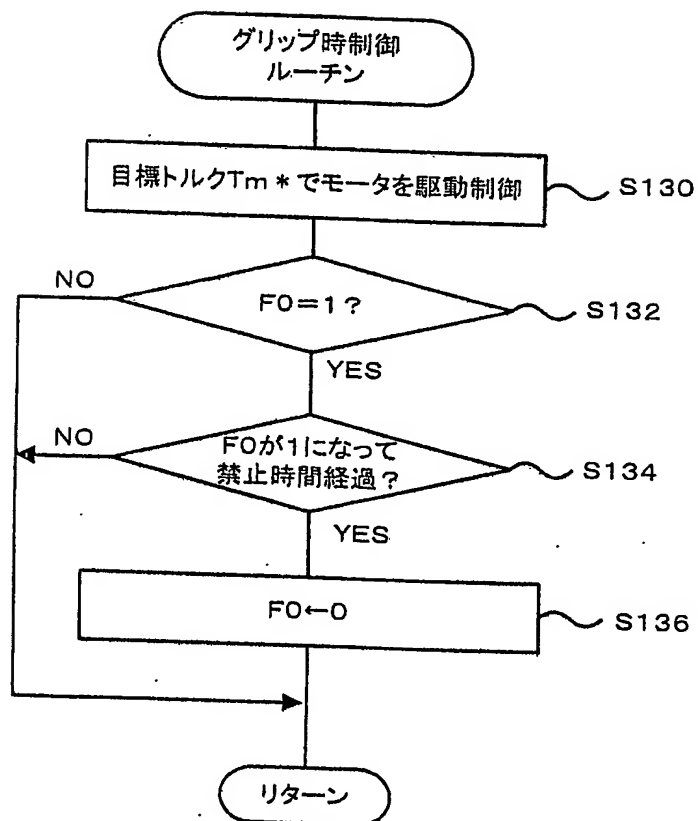 グリップ時制御
ルーチン
目標トルクTm*でモータを駆動制御
S130
NO
F0=1?
S132
YES
NO
F0が1になって
禁止時間経過?
S134
YES
F0←0
S136
リターン